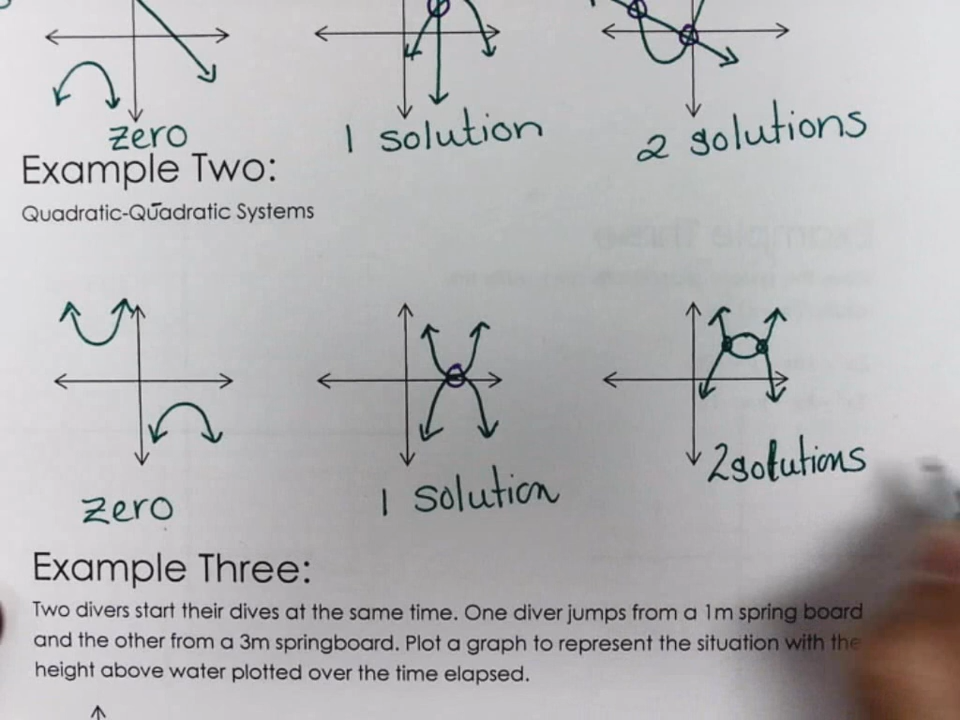 zero
1 solution
2 solutions
Example Two:
Quadratic-Quadratic Systems
zero
1 solution
2 solutions
Example Three:
Two divers start their dives at the same time. One diver jumps from a 1m spring board
and the other from a 3m springboard. Plot a graph to represent the situation with the
height above water plotted over the time elapsed.